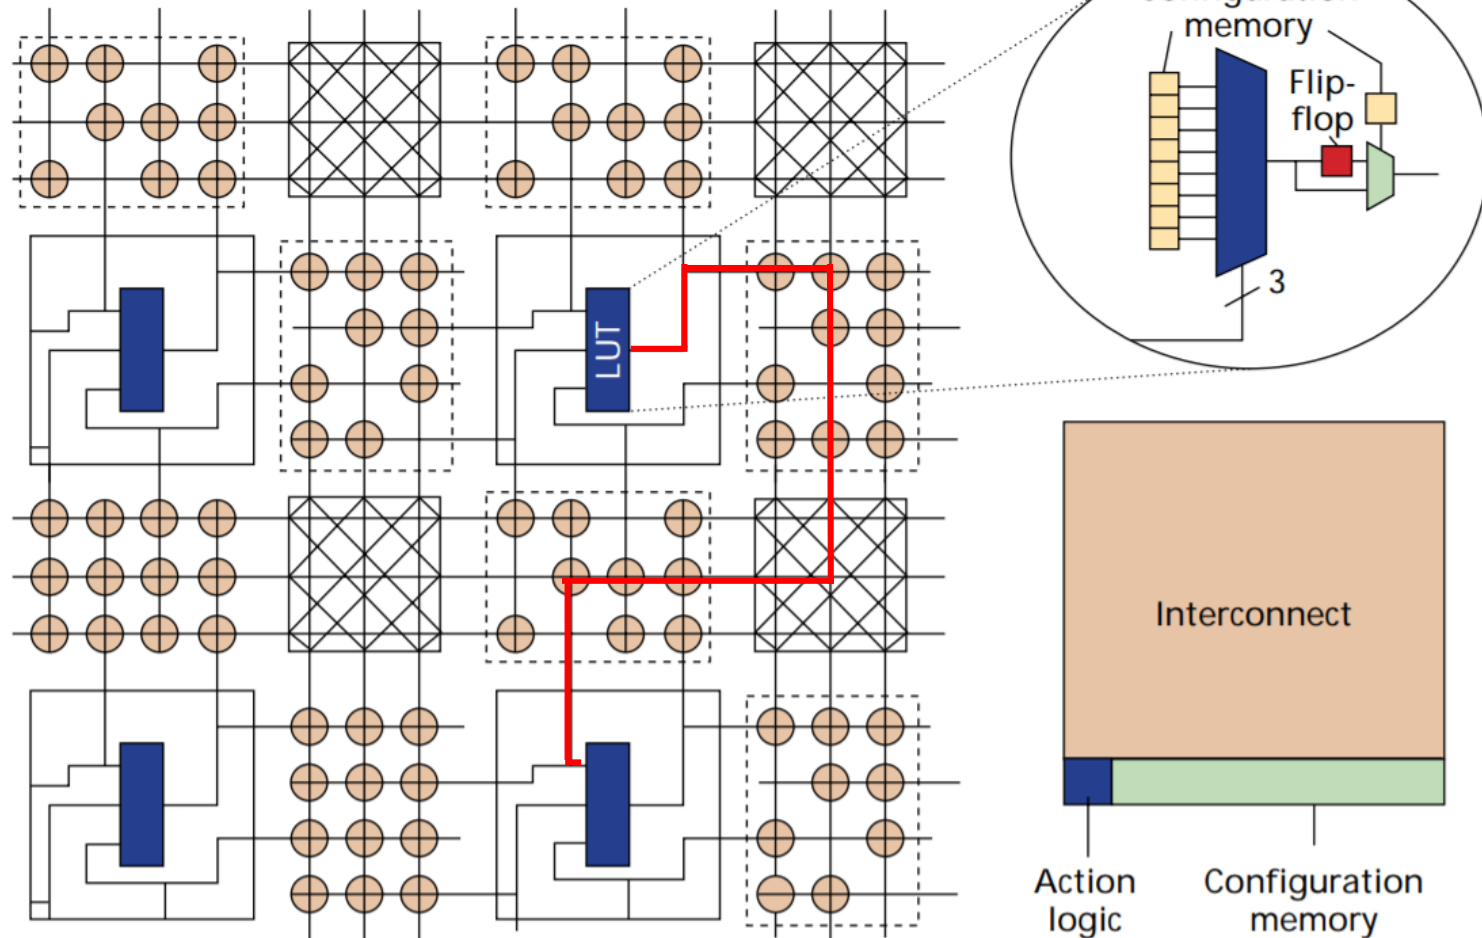 memory
Flip-
flop
3
LUT
Interconnect
Action
logic
Configuration
memory